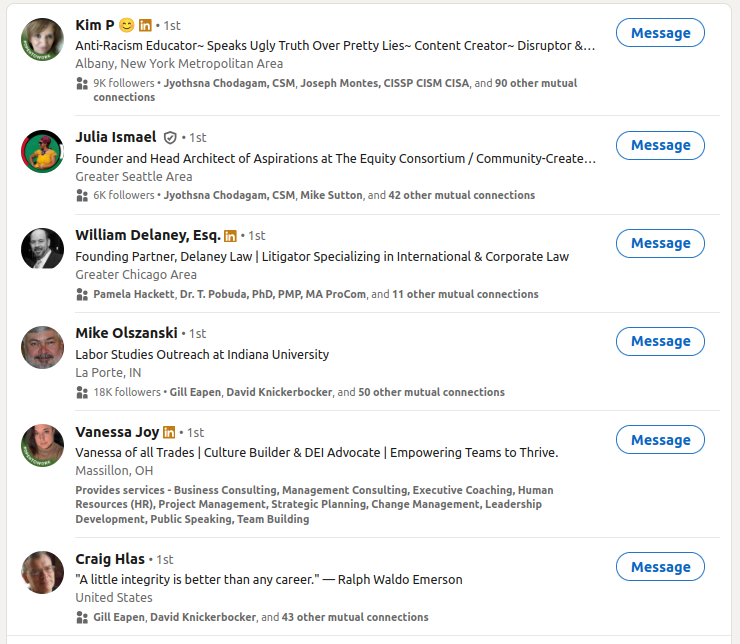 Kim P 😊 in • 1st
Message
Anti-Racism Educator~ Speaks Ugly Truth Over Pretty Lies~ Content Creator~ Disruptor &...
Albany, New York Metropolitan Area
9K followers • Jyothsna Chodagam, CSM, Joseph Montes, CISSP CISM CISA, and 90 other mutual
connections
Julia Ismael • 1st
Message
Founder and Head Architect of Aspirations at The Equity Consortium / Community-Create...
Greater Seattle Area
6K followers • Jyothsna Chodagam, CSM, Mike Sutton, and 42 other mutual connections
William Delaney, Esq. in • 1st
Message
Founding Partner, Delaney Law | Litigator Specializing in International & Corporate Law
Greater Chicago Area
Pamela Hackett, Dr. T. Pobuda, PhD, PMP, MA ProCom, and 11 other mutual connections
Mike Olszanski • 1st
Message
Labor Studies Outreach at Indiana University
La Porte, IN
18K followers • Gill Eapen, David Knickerbocker, and 50 other mutual connections
Vanessa Joy in • 1st
Message
Vanessa of all Trades | Culture Builder & DEI Advocate | Empowering Teams to Thrive.
Massillon, OH
Provides services - Business Consulting, Management Consulting, Executive Coaching, Human
Resources (HR), Project Management, Strategic Planning, Change Management, Leadership
Development, Public Speaking, Team Building
Craig Hlas • 1st
Message
"A little integrity is better than any career." — Ralph Waldo Emerson
United States
Gill Eapen, David Knickerbocker, and 43 other mutual connections